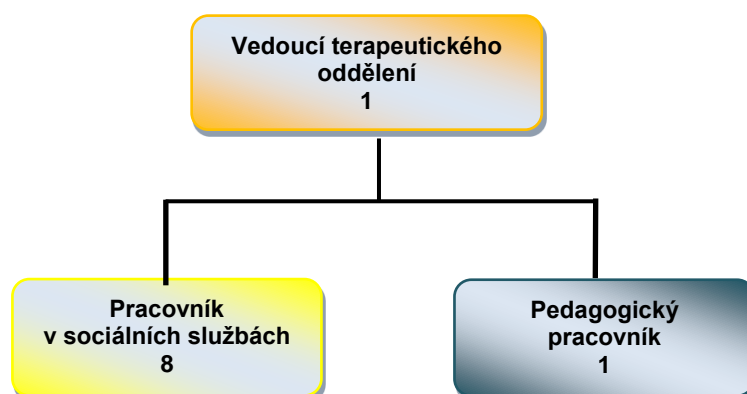 Vedoucí terapeutického
oddělení
1
Pracovník
v sociálních službách
8
Pedagogický
pracovník
1